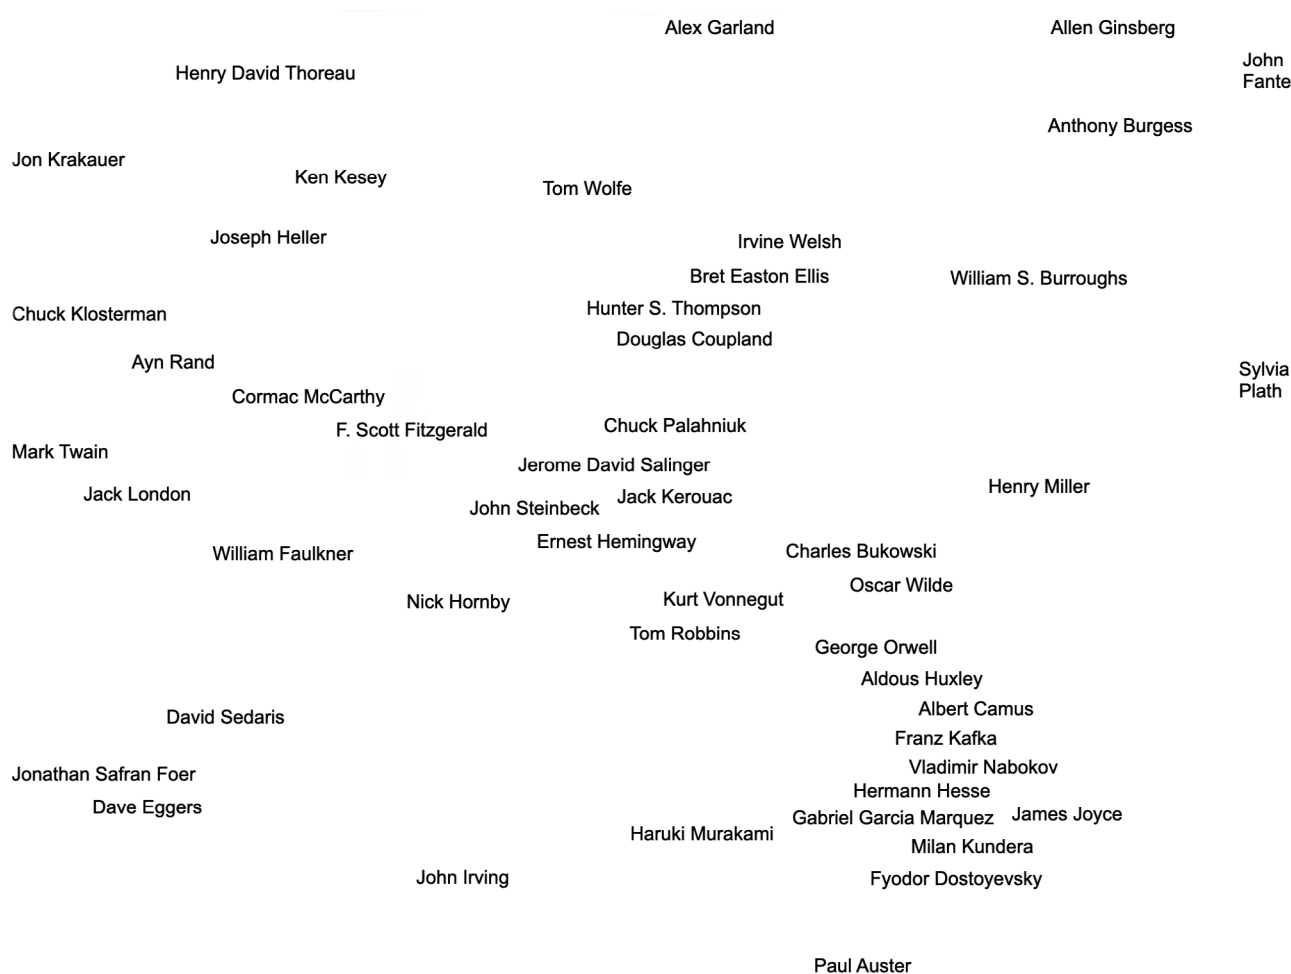 Alex Garland
Allen Ginsberg
John
Fante
Henry David Thoreau
Anthony Burgess
Jon Krakauer
Ken Kesey
Tom Wolfe
Joseph Heller
Irvine Welsh
Bret Easton Ellis
William S. Burroughs
Hunter S. Thompson
Chuck Klosterman
Douglas Coupland
Ayn Rand
Sylvia
Plath
Cormac McCarthy
Chuck Palahniuk
F. Scott Fitzgerald
Mark Twain
Jerome David Salinger
Henry Miller
Jack London
Jack Kerouac
John Steinbeck
Ernest Hemingway
Charles Bukowski
William Faulkner
Oscar Wilde
Kurt Vonnegut
Nick Hornby
Tom Robbins
George Orwell
Aldous Huxley
Albert Camus
David Sedaris
Franz Kafka
Vladimir Nabokov
Jonathan Safran Foer
Hermann Hesse
Dave Eggers
James Joyce
Gabriel Garcia Marquez
Haruki Murakami
Milan Kundera
John Irving
Fyodor Dostoyevsky
Paul Auster